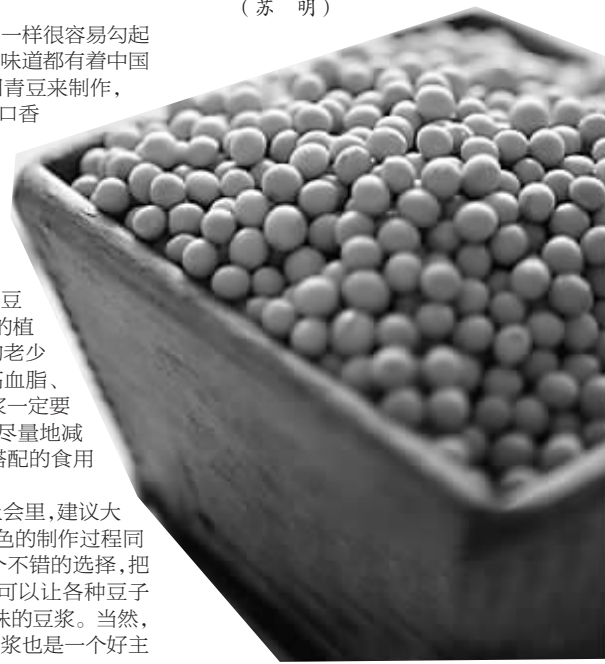 (苏 明)
一样很容易勾起
味道都有着中国
青豆来制作,
口香
豆
的植
老少
高血脂、
浆一定要
尽量地减
搭配的食用
会里,建议大
色的制作过程同
个不错的选择,把
可以让各种豆子
味的豆浆。当然,
浆也是一个好主